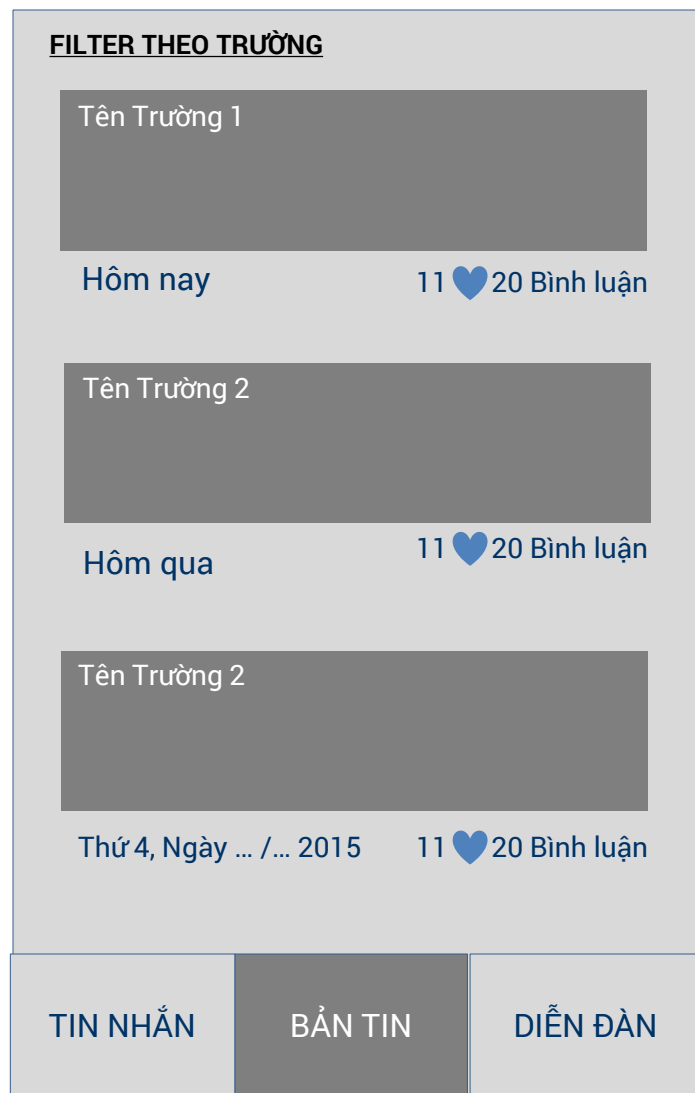 FILTER THEO TRƯỜNG
Tên Trường 1
Hôm nay
11 20 Bình luận
Tên Trường 2
Hôm qua
11 20 Bình luận
Tên Trường 2
Thứ 4, Ngày ... /... 2015
11 20 Bình luận
TIN NHẮN
BẢN TIN
DIỄN ĐÀN